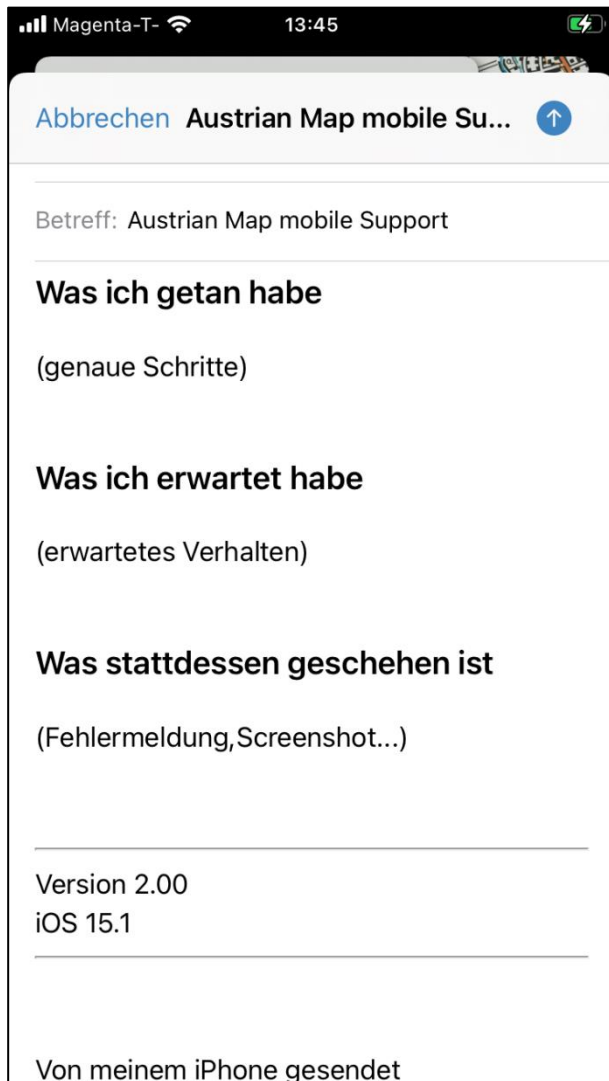 Magenta-T- 13:45
Abbrechen Austrian Map mobile Su...
Betreff: Austrian Map mobile Support
Was ich getan habe
(genaue Schritte)
Was ich erwartet habe
(erwartetes Verhalten)
Was stattdessen geschehen ist
(Fehlermeldung,Screenshot...)
Version 2.00
iOS 15.1
Von meinem iPhone gesendet